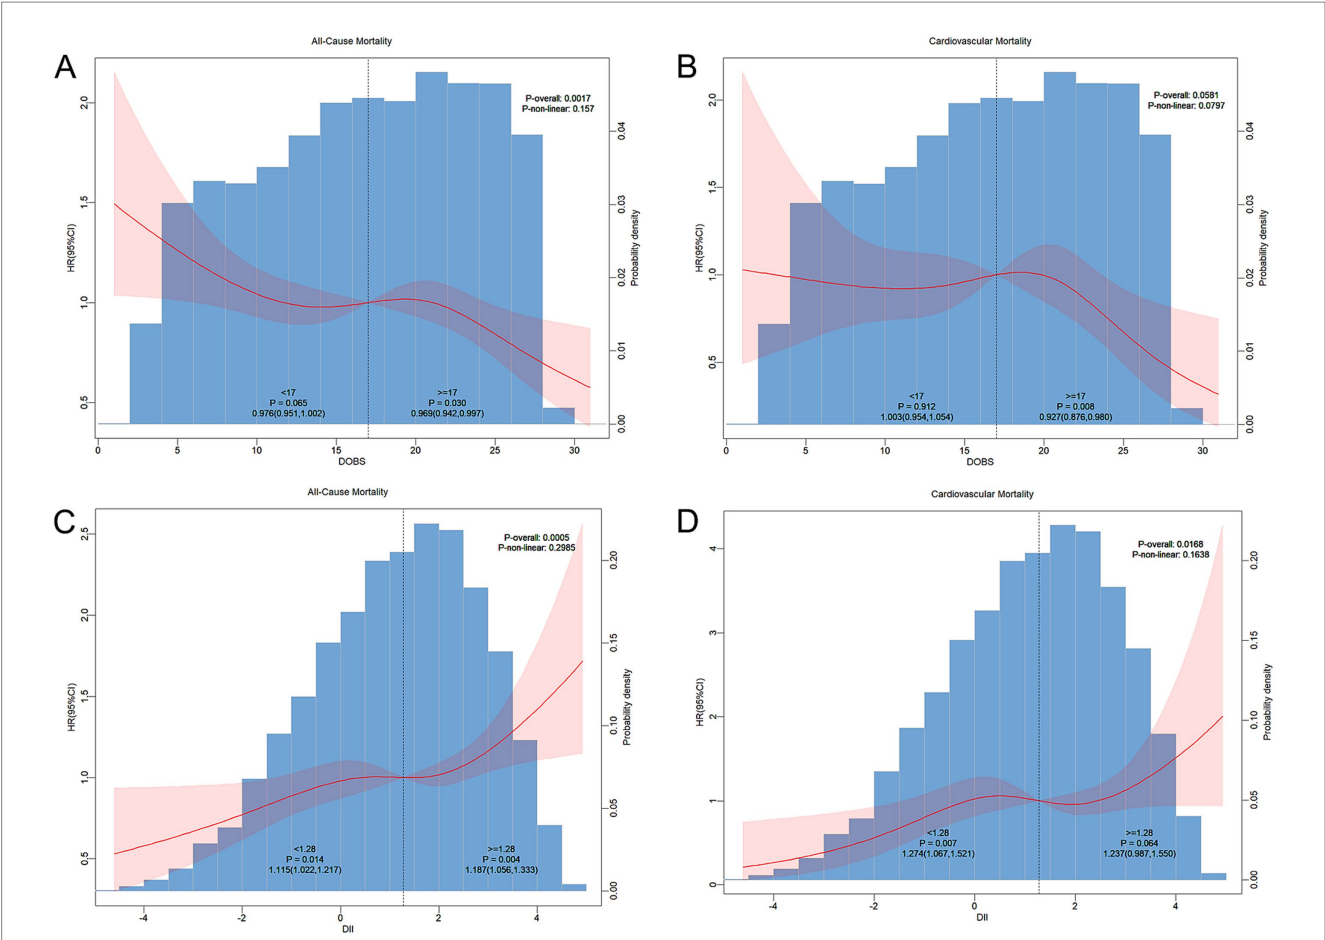 A
All-Cause Mortality
P-overall: 0.0017
P-non-linear: 0.157
HR(95%CI)
2.0
1.5
1.0
0.5
Probability density
0.04
0.03
0.02
0.01
0.00
<17
P = 0.065
0.976(0.951,1.002)
>=17
P = 0.030
0.969(0.942,0.997)
0 5 10 15 20 25 30
DOBS
B
Cardiovascular Mortality
P-overall: 0.0581
P-non-linear: 0.0797
HR(95%CI)
2.0
1.5
1.0
0.5
Probability density
0.04
0.03
0.02
0.01
0.00
<17
P = 0.912
1.003(0.954,1.054)
>=17
P = 0.008
0.927(0.876,0.980)
0 5 10 15 20 25 30
DOBS
C
All-Cause Mortality
P-overall: 0.0005
P-non-linear: 0.2985
HR(95%CI)
2.5
2.0
1.5
1.0
0.5
Probability density
0.20
0.15
0.10
0.05
0.00
<1.28
P = 0.014
1.115(1.022,1.217)
>=1.28
P = 0.004
1.187(1.056,1.333)
-4 -2 0 2 4
DII
D
Cardiovascular Mortality
P-overall: 0.0168
P-non-linear: 0.1638
HR(95%CI)
4
3
2
1
0
Probability density
0.20
0.15
0.10
0.05
0.00
<1.28
P = 0.007
1.274(1.067,1.521)
>=1.28
P = 0.064
1.237(0.987,1.550)
-4 -2 0 2 4
DII